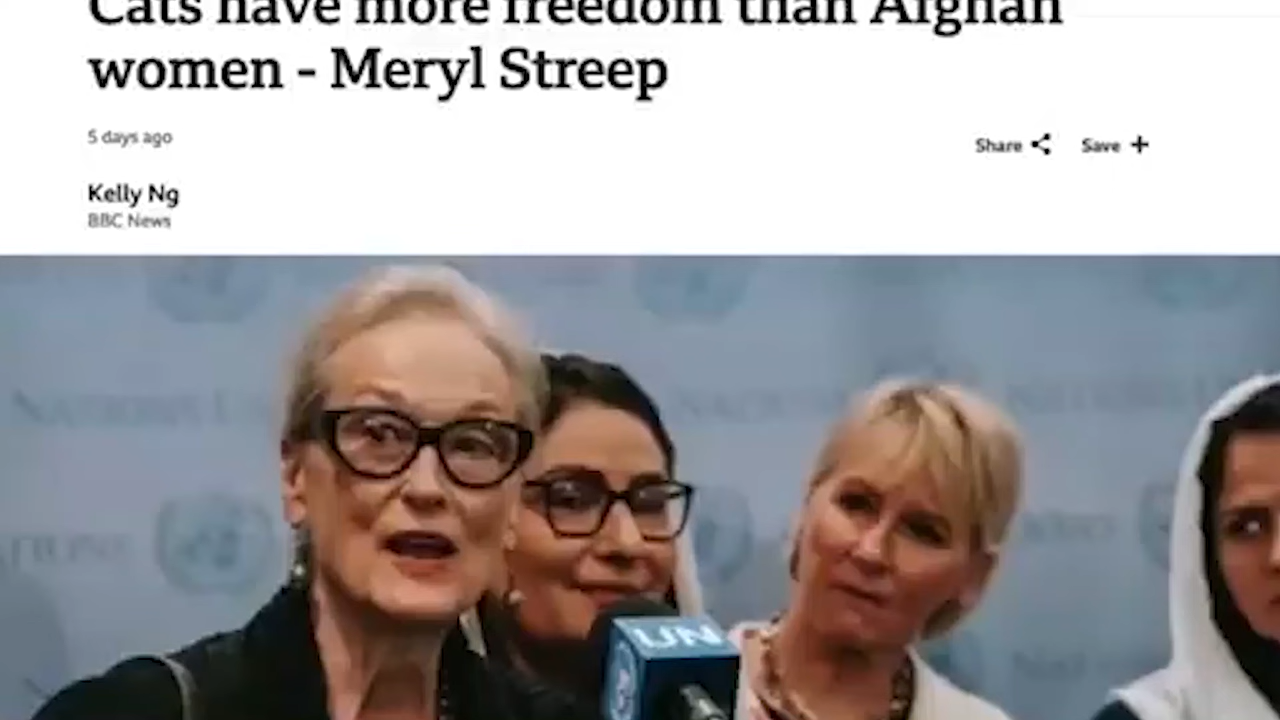 Cats have more freedom than Afghan
women - Meryl Streep
5 days ago
Share
Save
Kelly Ng
BBC News
UN